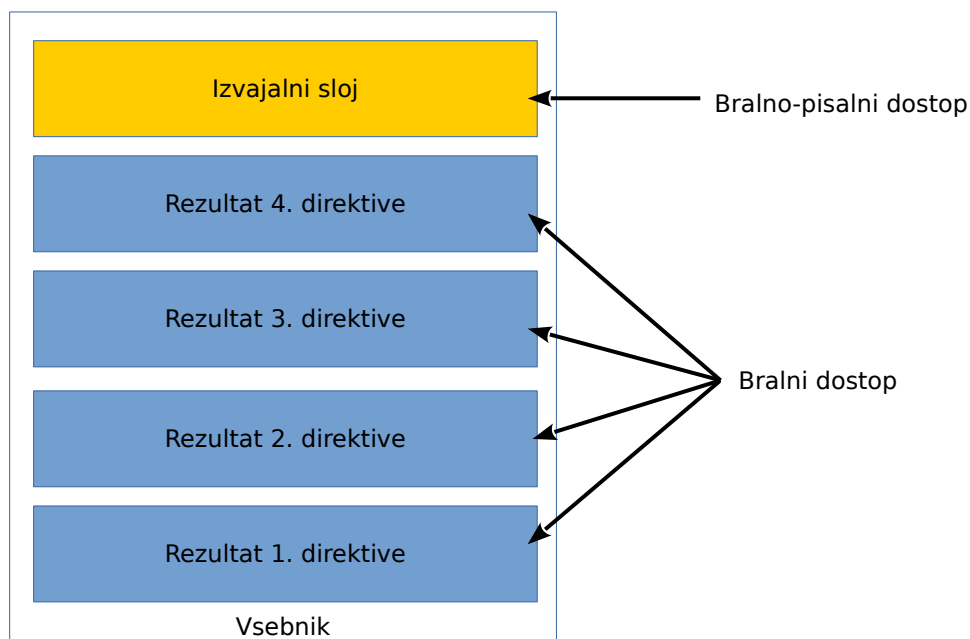 Izvajalni sloj
Bralno-pisalni dostop
Rezultat 4. direktive
Rezultat 3. direktive
Bralni dostop
Rezultat 2. direktive
Rezultat 1. direktive
Vsebnik